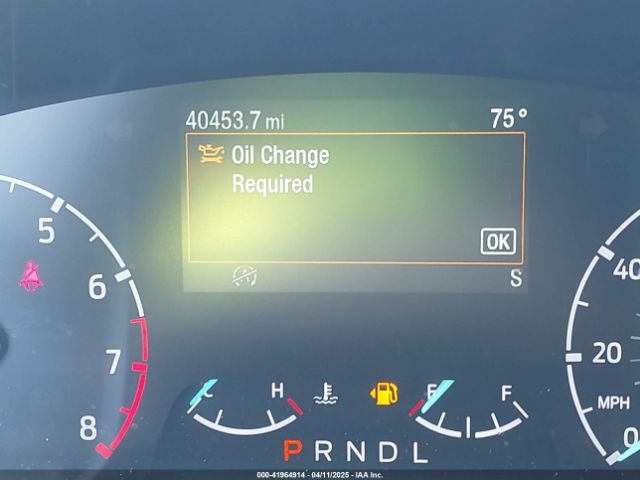 40453.7 mi 75°
Oil Change
Required
OK
S
5
6
7
8
40
20
MPH
0
C H
E F
P R N D L
000-41964914 - 04/11/2025 - IAA Inc.